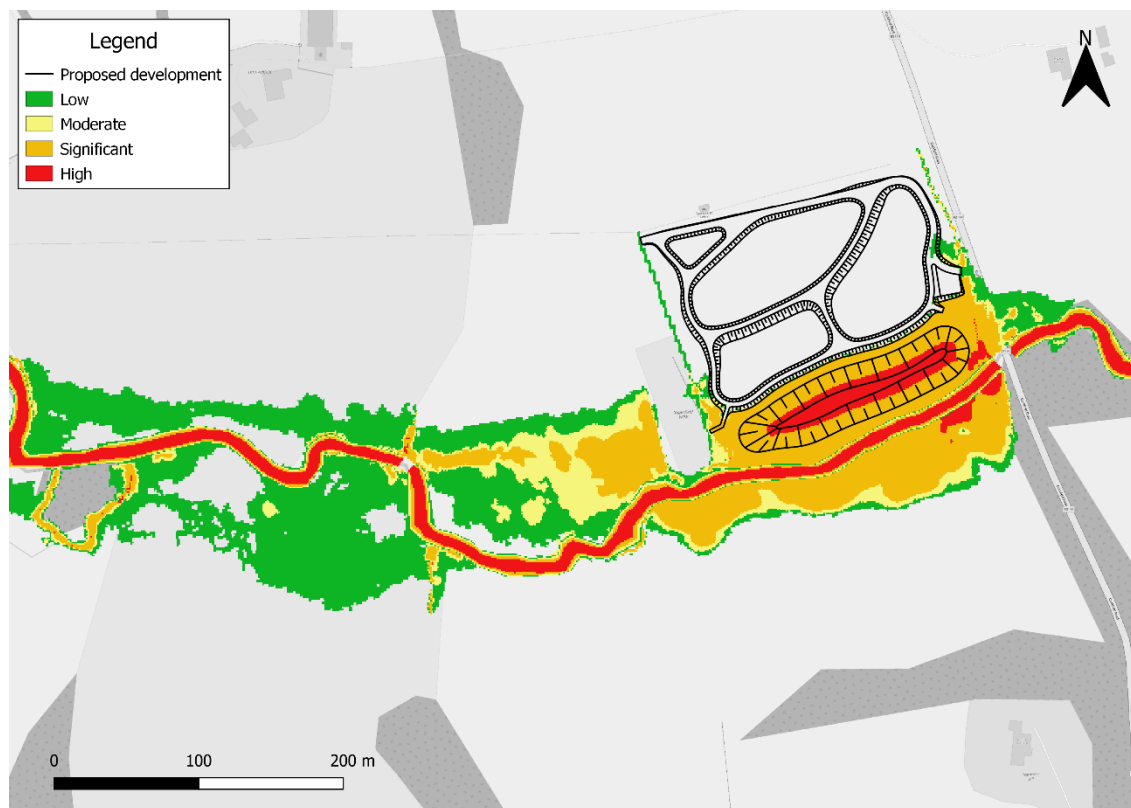 Legend
Proposed development
Low
Moderate
Significant
High
N
0
100
200 m